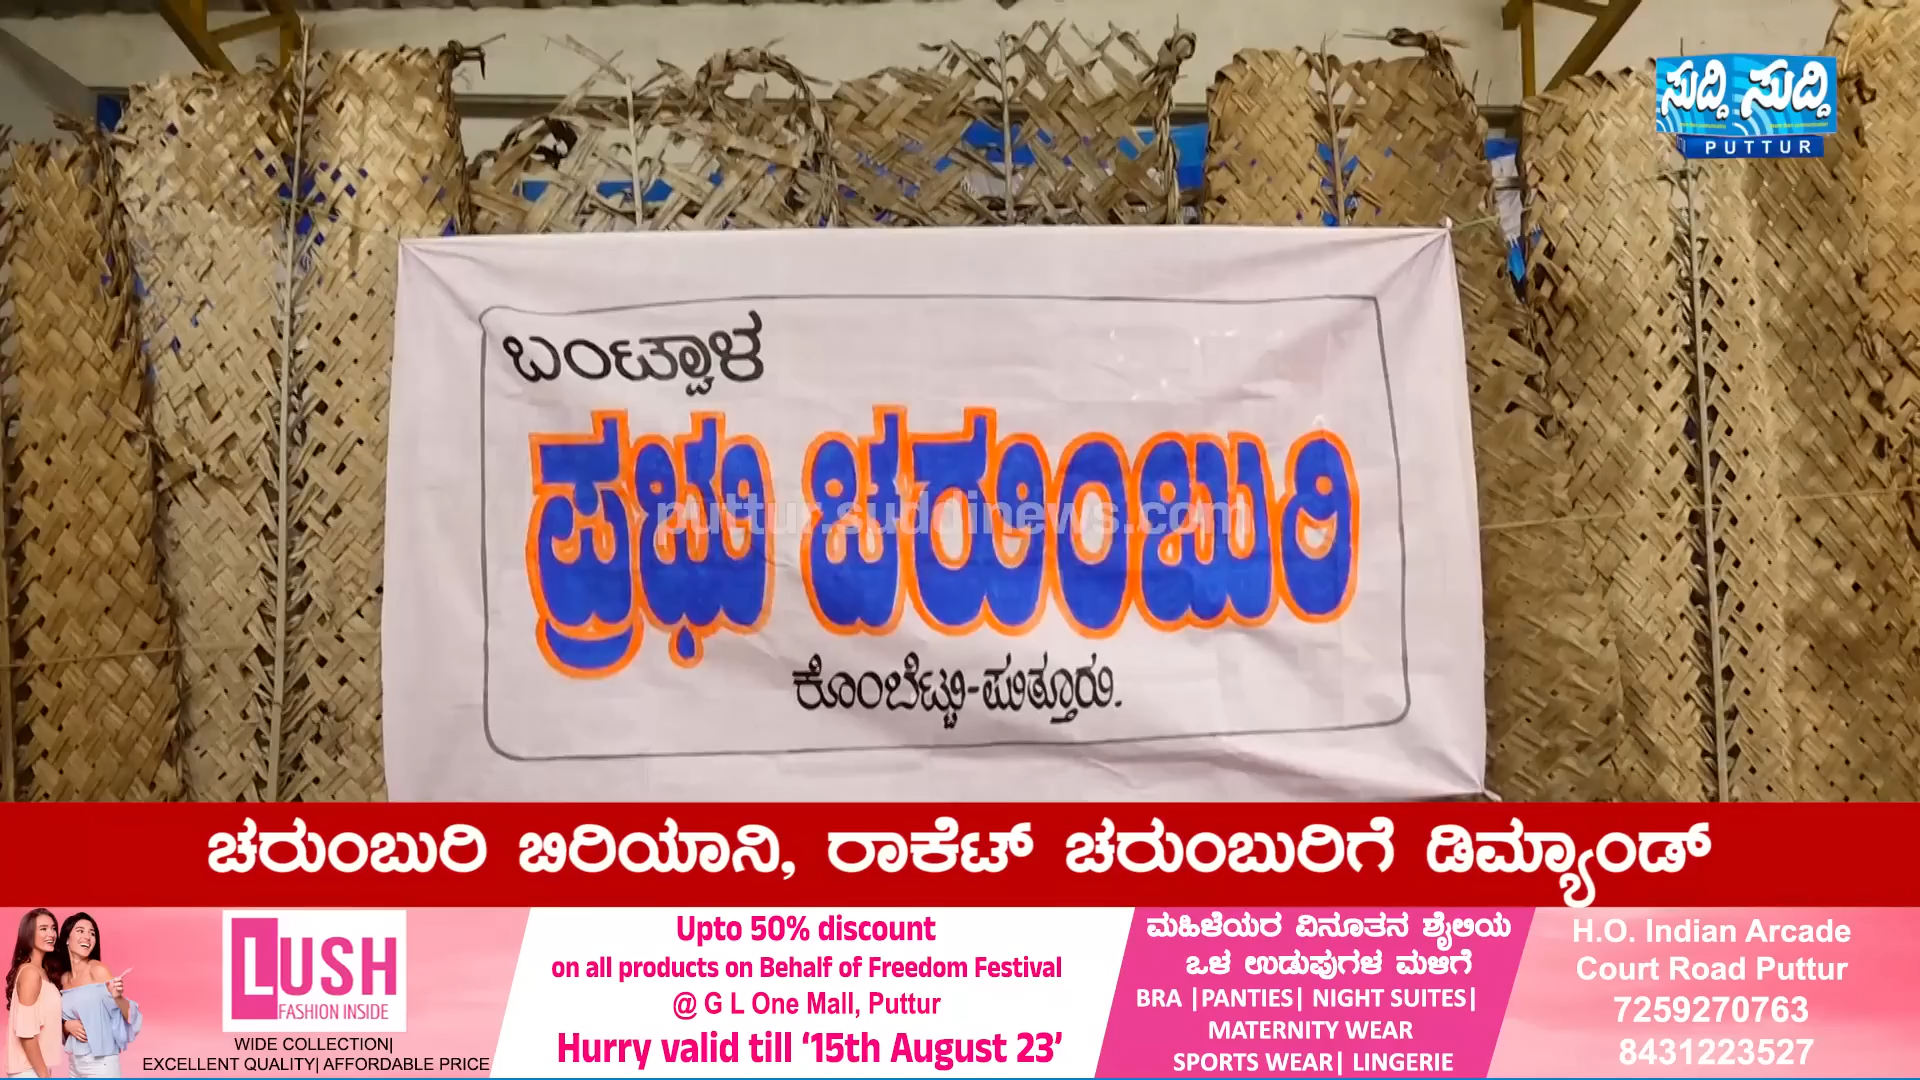 ಸುದ್ದಿ ಸುದ್ದಿ
PUTTUR
ಬಂಟ್ವಾಳ
ಪ್ರಭು ಚರುಂಬುರಿ
puttur.suddinews.com
ಕೊಂಬೆಟ್ಟು-ಪುತ್ತೂರು.
ಚರುಂಬುರಿ ಬಿರಿಯಾನಿ, ರಾಕೆಟ್ ಚರುಂಬುರಿಗೆ ಡಿಮ್ಯಾಂಡ್
LUSH
FASHION INSIDE
WIDE COLLECTION|
EXCELLENT QUALITY| AFFORDABLE PRICE
Upto 50% discount
on all products on Behalf of Freedom Festival
@ G L One Mall, Puttur
Hurry valid till ‘15th August 23’
ಮಹಿಳೆಯರ ವಿನೂತನ ಶೈಲಿಯ
ಒಳ ಉಡುಪುಗಳ ಮಳಿಗೆ
BRA |PANTIES| NIGHT SUITES|
MATERNITY WEAR
SPORTS WEAR| LINGERIE
H.O. Indian Arcade
Court Road Puttur
7259270763
8431223527